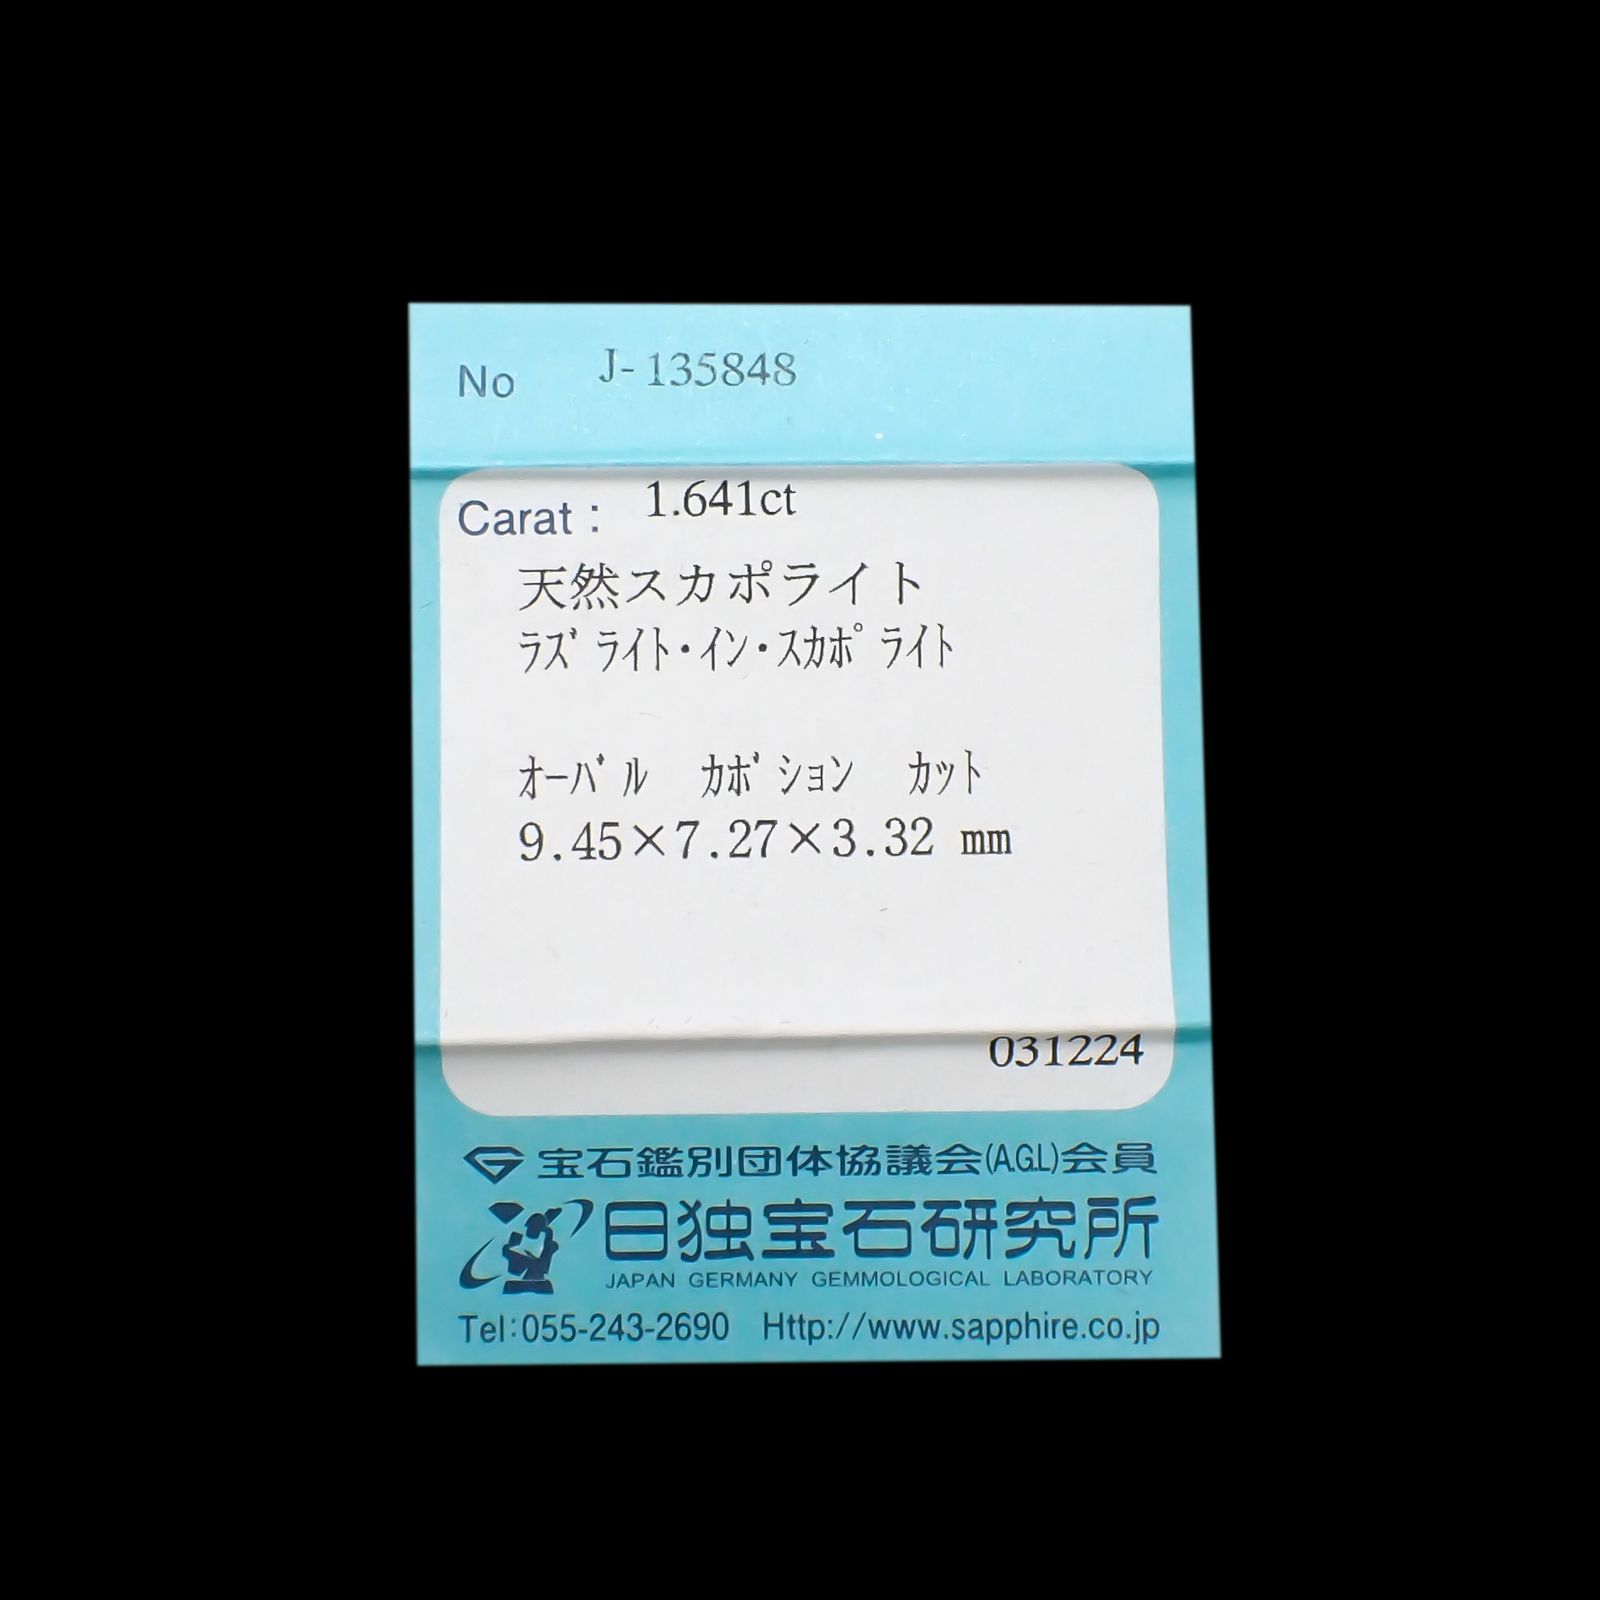 No J-135848
Carat : 1.641ct
天然スカポライト
ﾗｽﾞﾗｲﾄ・ｲﾝ・ｽｶﾎﾟﾗｲﾄ
ｵｰﾊﾞﾙ ｶﾎﾞｼｮﾝ ｶｯﾄ
9.45×7.27×3.32 mm
031224
宝石鑑別団体協議会(A.G.L)会員
日独宝石研究所
JAPAN GERMANY GEMMOLOGICAL LABORATORY
Tel:055-243-2690 Http://www.sapphire.co.jp